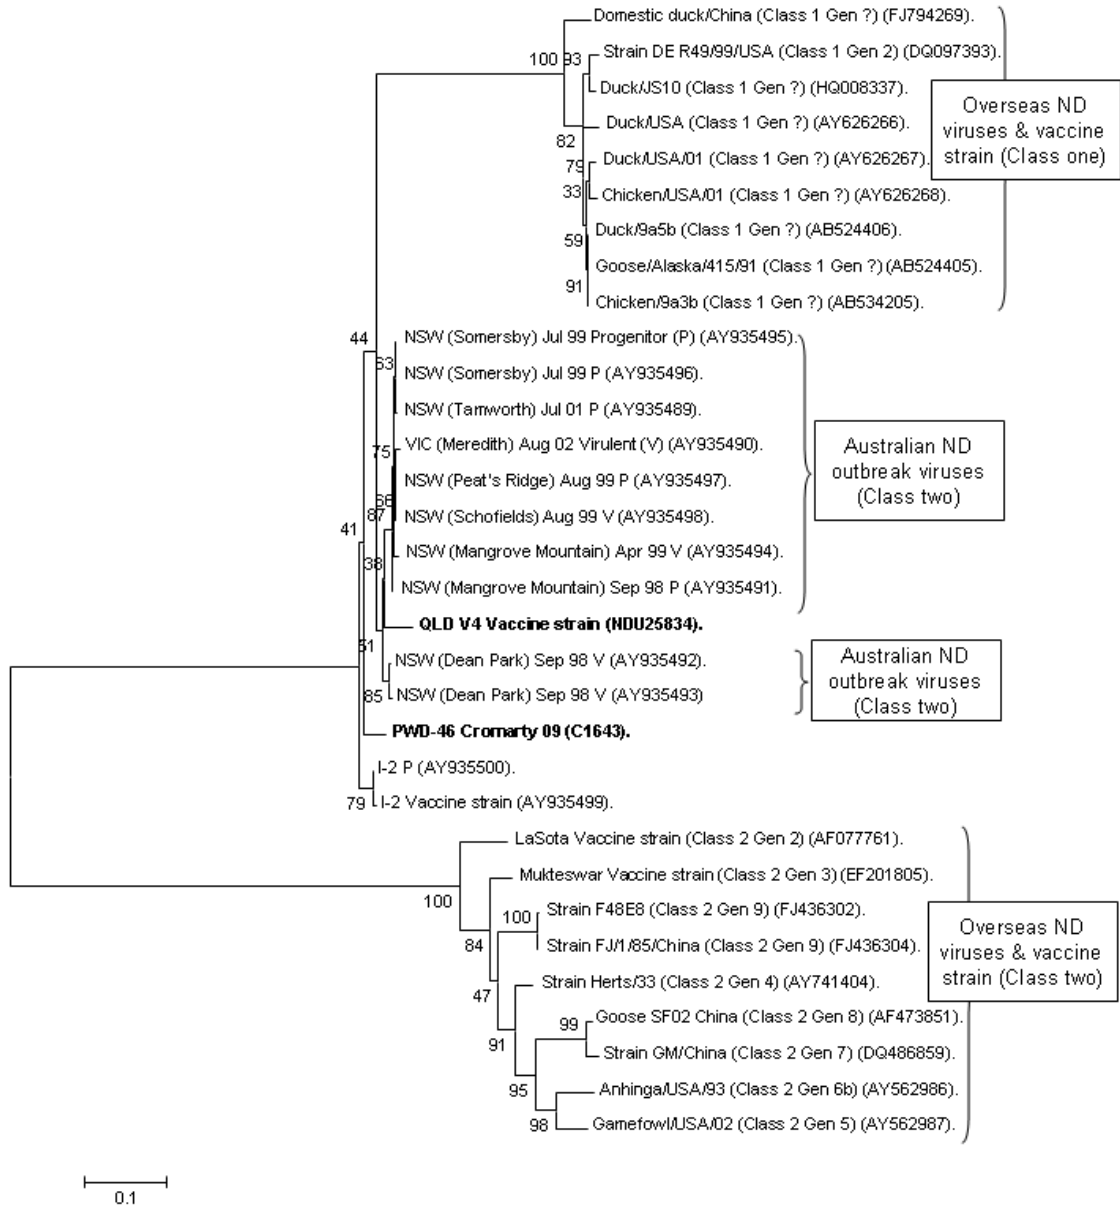 Domestic duck/China (Class 1 Gen ?) (FJ794269).
100 93
Strain DE R49/99/USA (Class 1 Gen 2) (DQ097393).
Duck/JS10 (Class 1 Gen ?) (HQ008337).
Overseas ND
viruses & vaccine
strain (Class one)
Duck/USA (Class 1 Gen ?) (AY626266).
82
Duck/USA/01 (Class 1 Gen ?) (AY626267).
79
33
Chicken/USA/01 (Class 1 Gen ?) (AY626268).
Duck/9a5b (Class 1 Gen ?) (AB524406).
59
Goose/Alaska/415/91 (Class 1 Gen ?) (AB524405).
91
Chicken/9a3b (Class 1 Gen ?) (AB534205).
44
NSW (Somersby) Jul 99 Progenitor (P) (AY935495).
63
NSW (Somersby) Jul 99 P (AY935496).
NSW (Tamworth) Jul 01 P (AY935489).
VIC (Meredith) Aug 02 Virulent (V) (AY935490).
75
Australian ND
outbreak viruses
(Class two)
NSW (Peat's Ridge) Aug 99 P (AY935497).
66
87
NSW (Schofields) Aug 99 V (AY935498).
41
NSW (Mangrove Mountain) Apr 99 V (AY935494).
38
NSW (Mangrove Mountain) Sep 98 P (AY935491).
QLD V4 Vaccine strain (NDU25834).
51
NSW (Dean Park) Sep 98 V (AY935492).
Australian ND
outbreak viruses
(Class two)
85
NSW (Dean Park) Sep 98 V (AY935493)
PWD-46 Cromarty 09 (C1643).
I-2 P (AY935500).
79
I-2 Vaccine strain (AY935499).
LaSota Vaccine strain (Class 2 Gen 2) (AF077761).
Mukteswar Vaccine strain (Class 2 Gen 3) (EF201805).
100
100
Strain F48E8 (Class 2 Gen 9) (FJ436302).
84
Strain FJ/1/85/China (Class 2 Gen 9) (FJ436304).
Overseas ND
viruses & vaccine
strain (Class two)
47
Strain Herts/33 (Class 2 Gen 4) (AY741404).
99
Goose SF02 China (Class 2 Gen 8) (AF473851).
91
Strain GM/China (Class 2 Gen 7) (DQ486859).
95
Anhinga/USA/93 (Class 2 Gen 6b) (AY562986).
98
Gamefowl/USA/02 (Class 2 Gen 5) (AY562987).
0.1